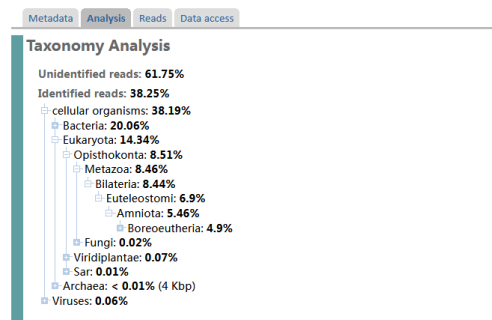 Metadata Analysis Reads Data access
Taxonomy Analysis
Unidentified reads: 61.75%
Identified reads: 38.25%
cellular organisms: 38.19%
Bacteria: 20.06%
Eukaryota: 14.34%
Opisthokonta: 8.51%
Metazoa: 8.46%
Bilateria: 8.44%
Euteleostomi: 6.9%
Amniota: 5.46%
Boreoeutheria: 4.9%
Fungi: 0.02%
Viridiplantae: 0.07%
Sar: 0.01%
Archaea: < 0.01% (4 Kbp)
Viruses: 0.06%